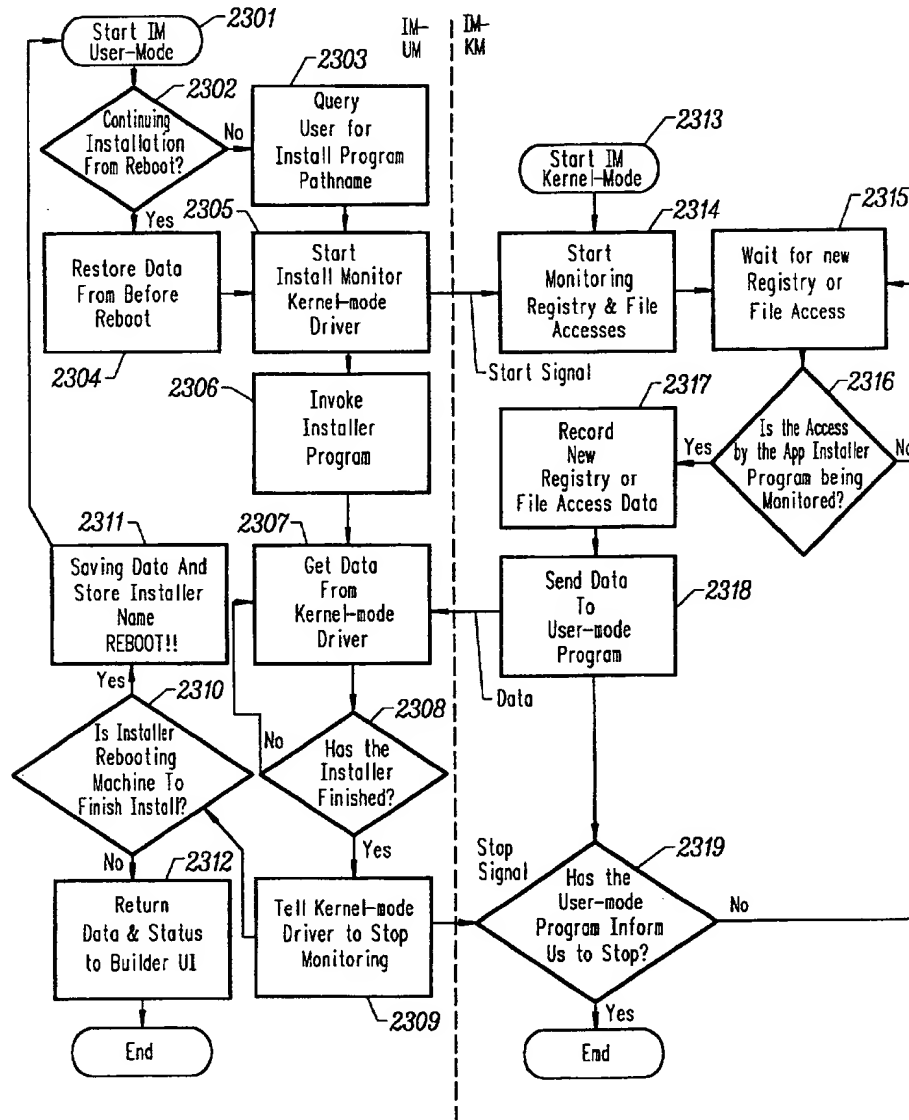 2301
Start IM
User-Mode
IM-
UM
IM-
KM
2302
Continuing
Installation
From Reboot?
No
Yes
2303
Query
User for
Install Program
Pathname
2304
Restore Data
From Before
Reboot
2305
Start
Install Monitor
Kernel-mode
Driver
2306
Invoke
Installer
Program
2307
Get Data
From
Kernel-mode
Driver
2308
Has the
Installer
Finished?
No
Yes
2309
Tell Kernel-mode
Driver to Stop
Monitoring
2310
Is Installer
Rebooting
Machine To
Finish Install?
Yes
No
2311
Saving Data And
Store Installer
Name
REBOOT!!
2312
Return
Data & Status
to Builder UI
End
2313
Start IM
Kernel-Mode
2314
Start
Monitoring
Registry & File
Accesses
Start Signal
2315
Wait for new
Registry or
File Access
2316
Is the Access
by the App Installer
Program being
Monitored?
Yes
No
2317
Record
New
Registry or
File Access Data
2318
Send Data
To
User-mode
Program
Data
Stop
Signal
2319
Has the
User-mode
Program Inform
Us to Stop?
No
Yes
Emd